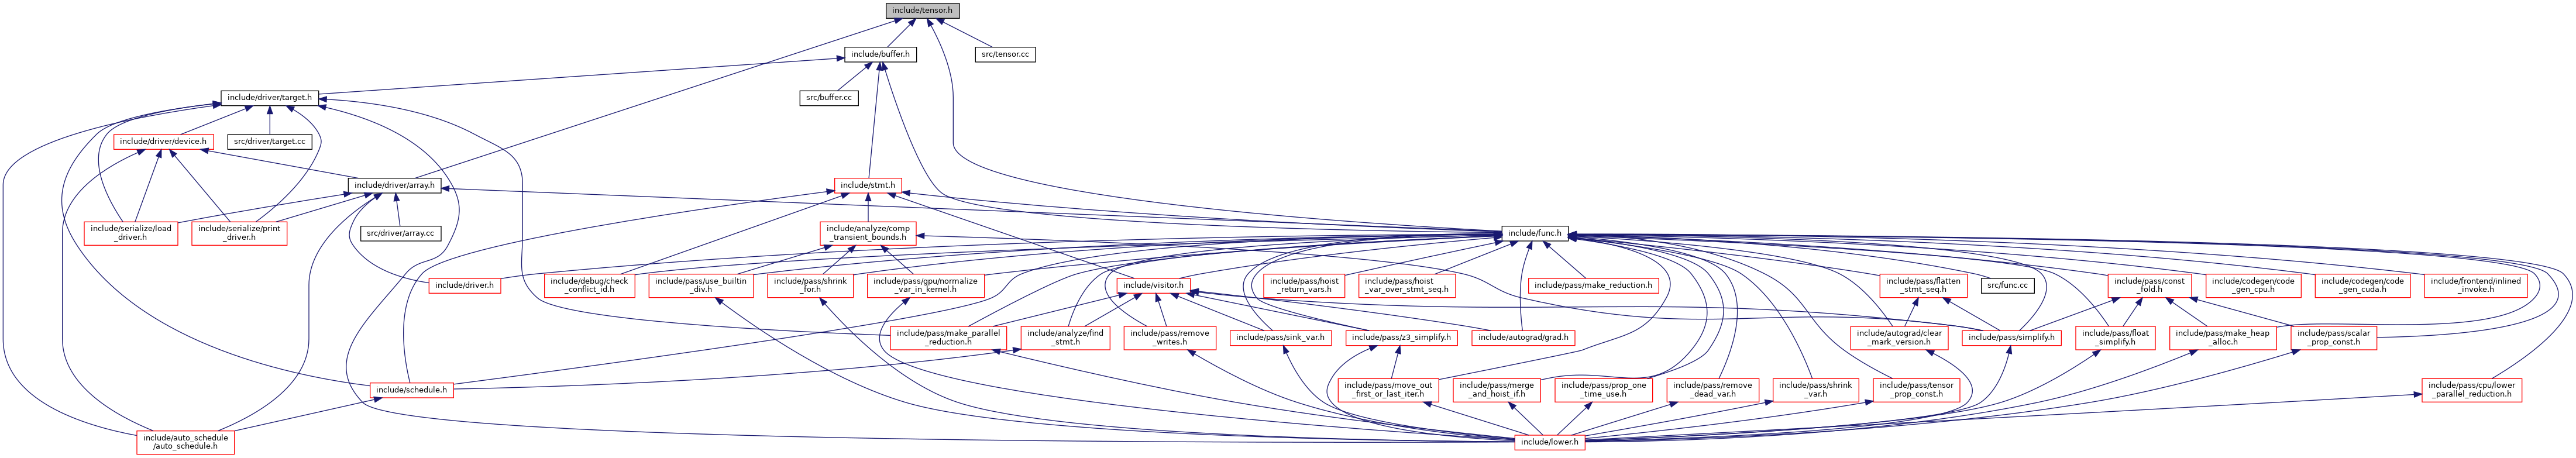 include/tensor.h
include/buffer.h
src/tensor.cc
include/driver/target.h
src/buffer.cc
include/driver/device.h
src/driver/target.cc
include/driver/array.h
include/stmt.h
include/serialize/load
_driver.h
include/serialize/print
_driver.h
src/driver/array.cc
include/analyze/comp
_transient_bounds.h
include/func.h
include/driver.h
include/debug/check
_conflict_id.h
include/pass/use_builtin
_div.h
include/pass/shrink
_for.h
include/pass/gpu/normalize
_var_in_kernel.h
include/visitor.h
include/pass/hoist
_return_vars.h
include/pass/hoist
_var_over_stmt_seq.h
include/pass/make_reduction.h
include/pass/flatten
_stmt_seq.h
src/func.cc
include/pass/const
_fold.h
include/codegen/code
_gen_cpu.h
include/codegen/code
_gen_cuda.h
include/frontend/inlined
_invoke.h
include/pass/make_parallel
_reduction.h
include/analyze/find
_stmt.h
include/pass/remove
_writes.h
include/pass/sink_var.h
include/pass/z3_simplify.h
include/autograd/grad.h
include/autograd/clear
_mark_version.h
include/pass/simplify.h
include/pass/float
_simplify.h
include/pass/make_heap
_alloc.h
include/pass/scalar
_prop_const.h
include/schedule.h
include/pass/move_out
_first_or_last_iter.h
include/pass/merge
_and_hoist_if.h
include/pass/prop_one
_time_use.h
include/pass/remove
_dead_var.h
include/pass/shrink
_var.h
include/pass/tensor
_prop_const.h
include/pass/cpu/lower
_parallel_reduction.h
include/auto_schedule
/auto_schedule.h
include/lower.h